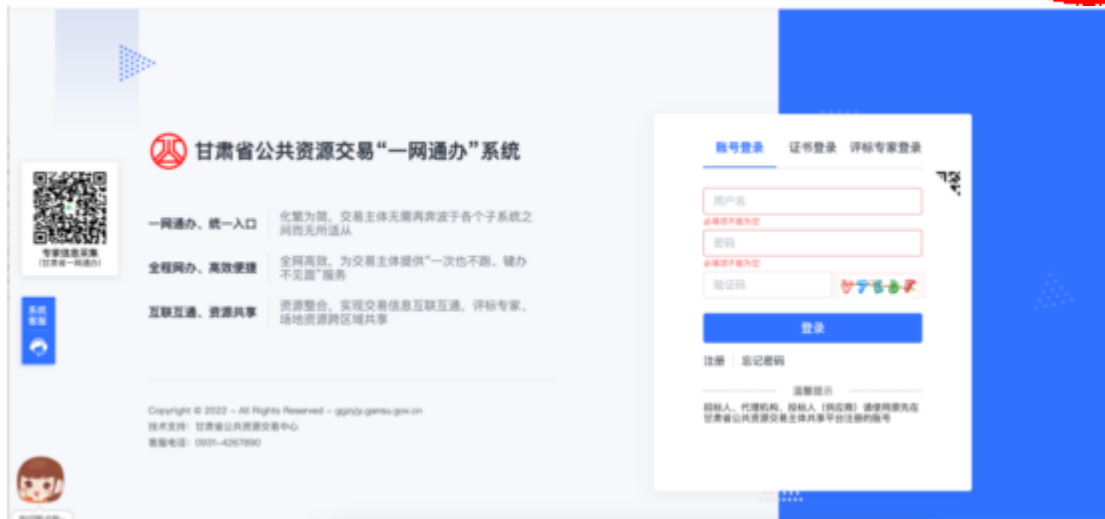 甘肃省公共资源交易“一网通办”系统
一网通办、统一入口
化繁为简，交易主体无需再奔波于各个子系统之
间而无所适从
全程网办、高效便捷
全网高效，为交易主体提供“一次也不跑、键办
不见面”服务
互联互通、资源共享
资源整合，实现交易信息互联互通，评标专家、
场地资源跨区域共享
Copyright © 2022 - All Rights Reserved - ggzyjy.gansu.gov.cn
技术支持：甘肃省公共资源交易中心
客服电话：0931-4267890
专家信息采集
(甘肃省一网通办)
系统
客服
账号登录 证书登录 评标专家登录
用户名
必填项不能为空
密码
必填项不能为空
验证码
登录
注册 忘记密码
温馨提示
招标人、代理机构、投标人（供应商）请使用原先在
甘肃省公共资源交易主体共享平台注册的账号